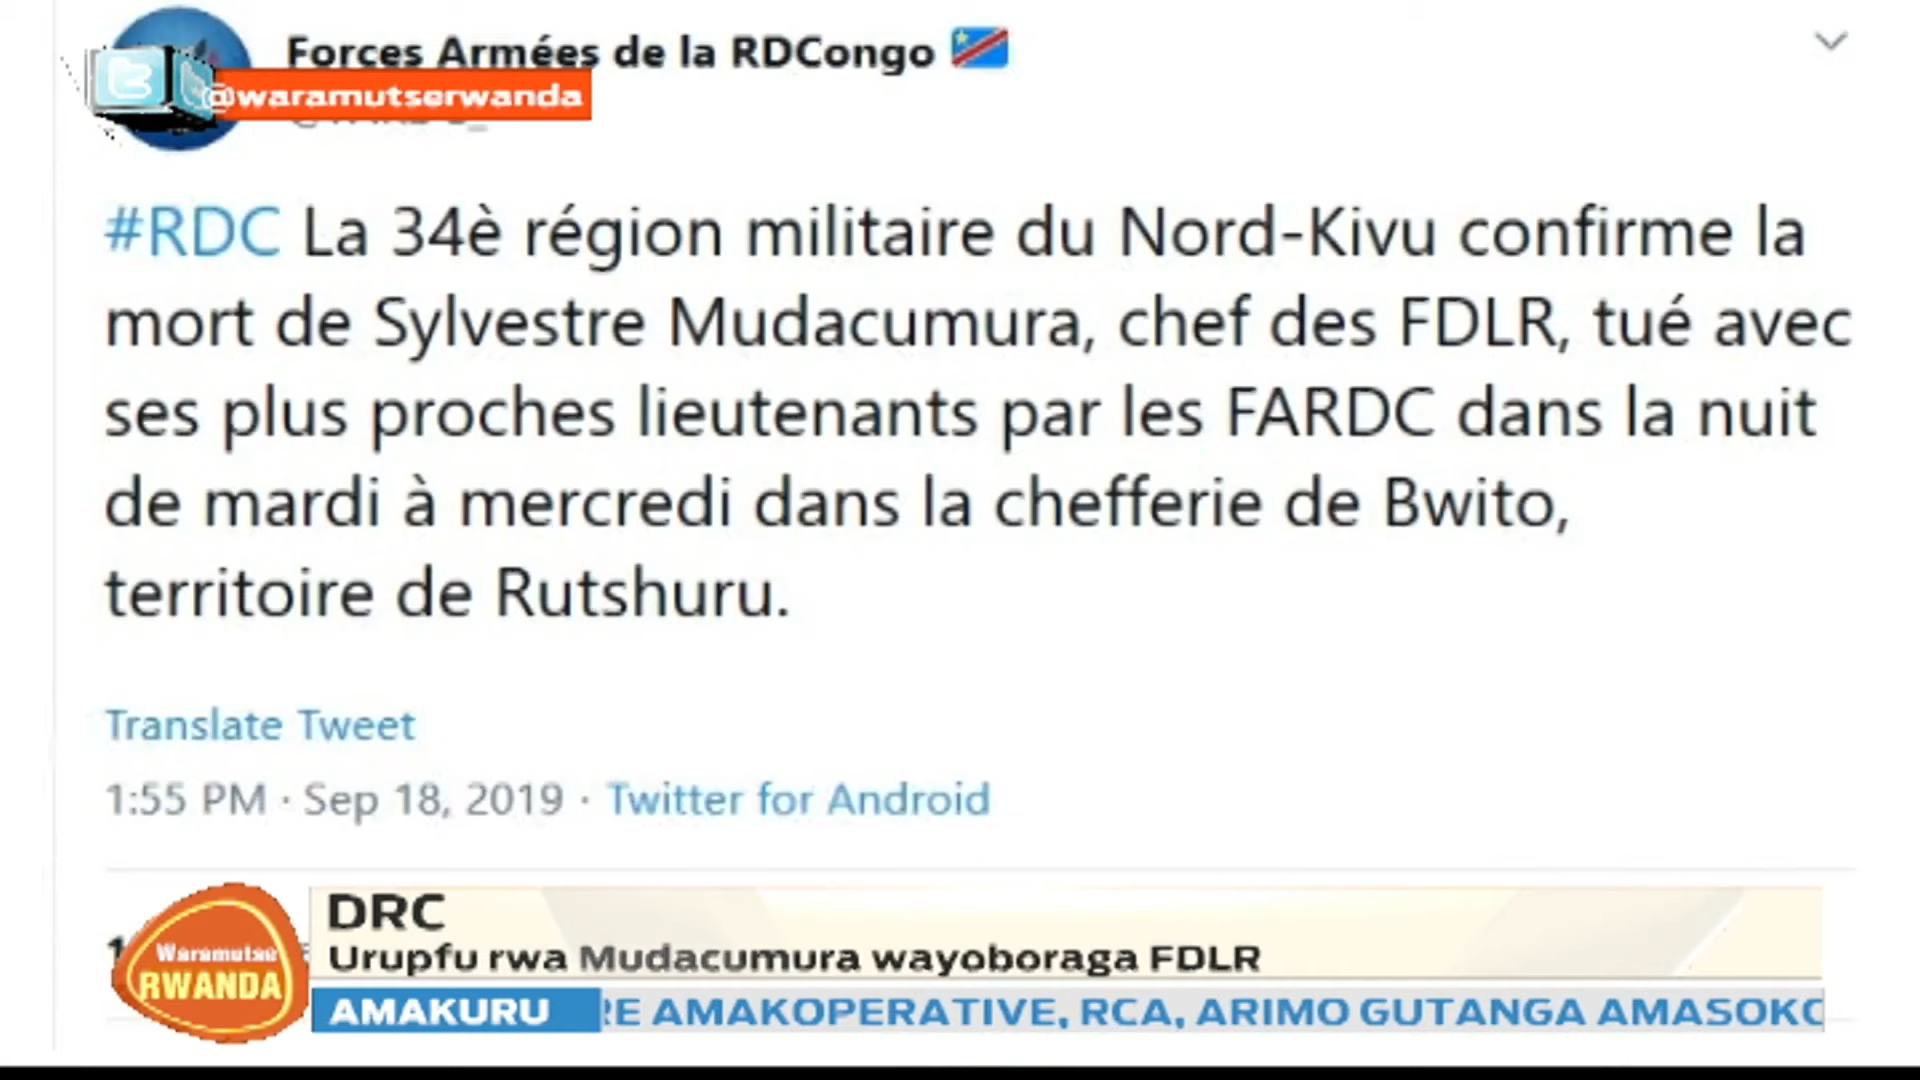 Forces Armées de la RDCongo
@waramutserwanda
#RDC La 34è région militaire du Nord-Kivu confirme la
mort de Sylvestre Mudacumura, chef des FDLR, tué avec
ses plus proches lieutenants par les FARDC dans la nuit
de mardi à mercredi dans la chefferie de Bwito,
territoire de Rutshuru.
Translate Tweet
1:55 PM · Sep 18, 2019 · Twitter for Android
Waramutse
RWANDA
DRC
Urupfu rwa Mudacumura wayoboraga FDLR
AMAKURU
RE AMAKOPERATIVE, RCA, ARIMO GUTANGA AMASOKO